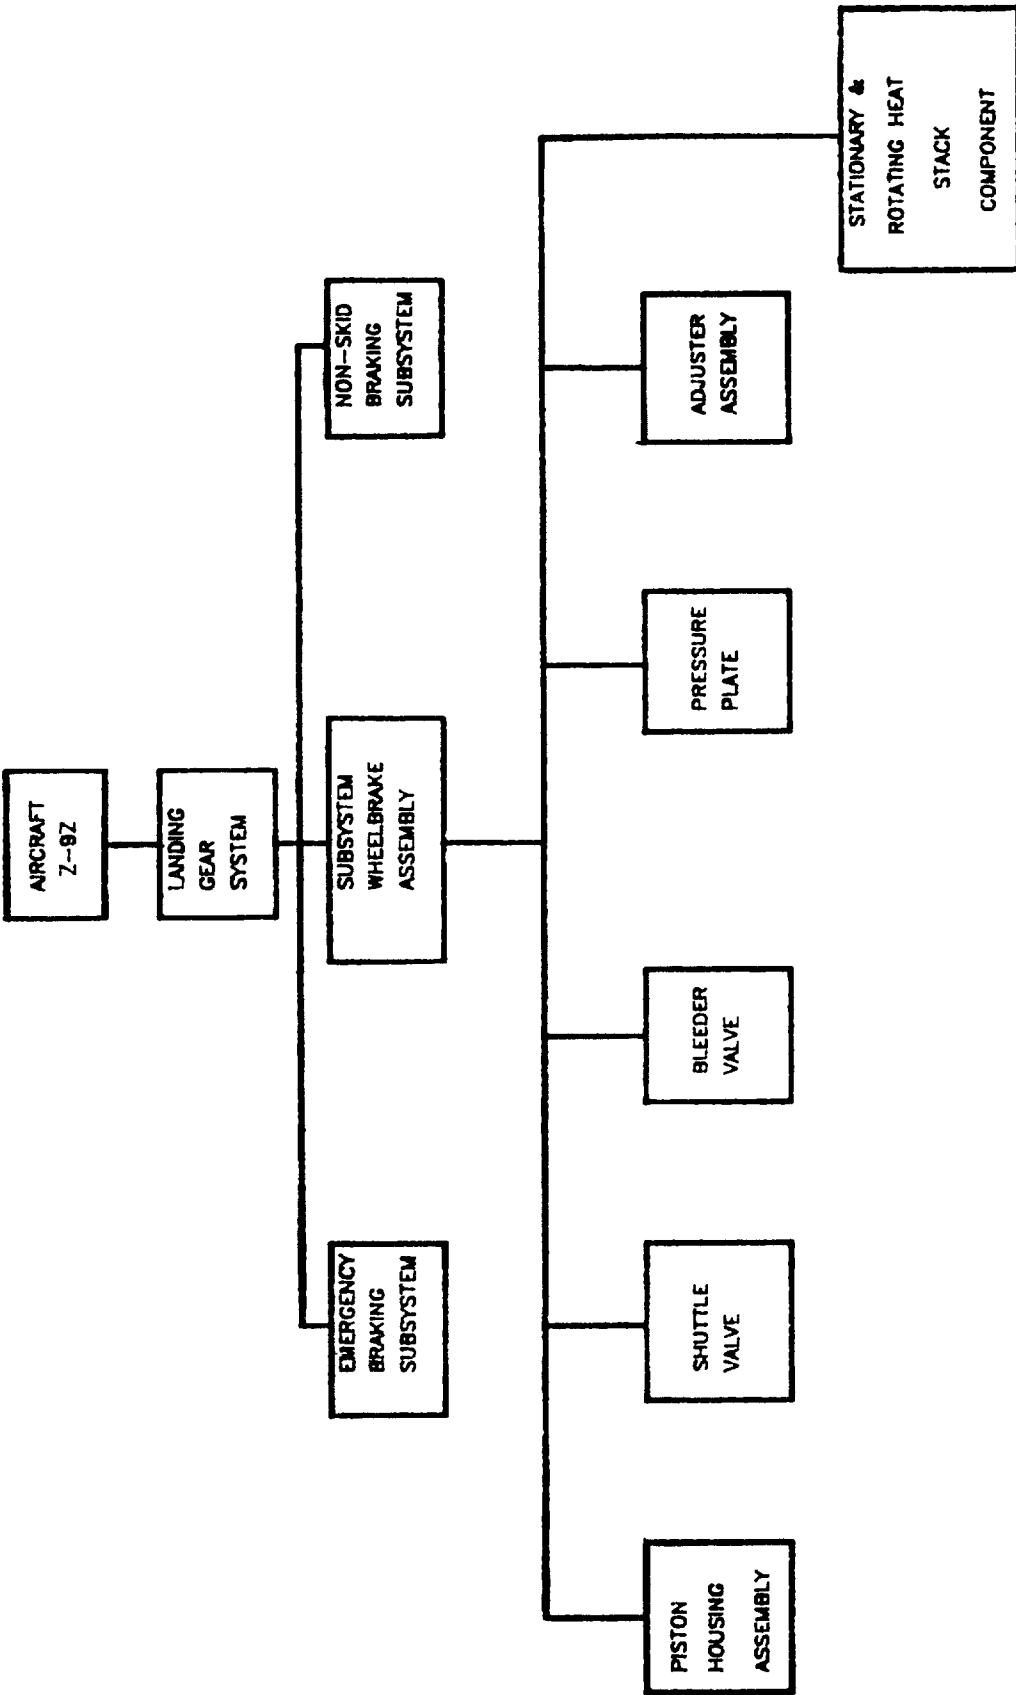 AIRCRAFT
Z-9Z
LANDING
GEAR
SYSTEM
EMERGENCY
BRAKING
SUBSYSTEM
SUBSYSTEM
WHEELBRAKE
ASSEMBLY
NON-SKID
BRAKING
SUBSYSTEM
PISTON
HOUSING
ASSEMBLY
SHUTTLE
VALVE
BLEEDER
VALVE
PRESSURE
PLATE
ADJUSTER
ASSEMBLY
STATIONARY &
ROTATING HEAT
STACK
COMPONENT